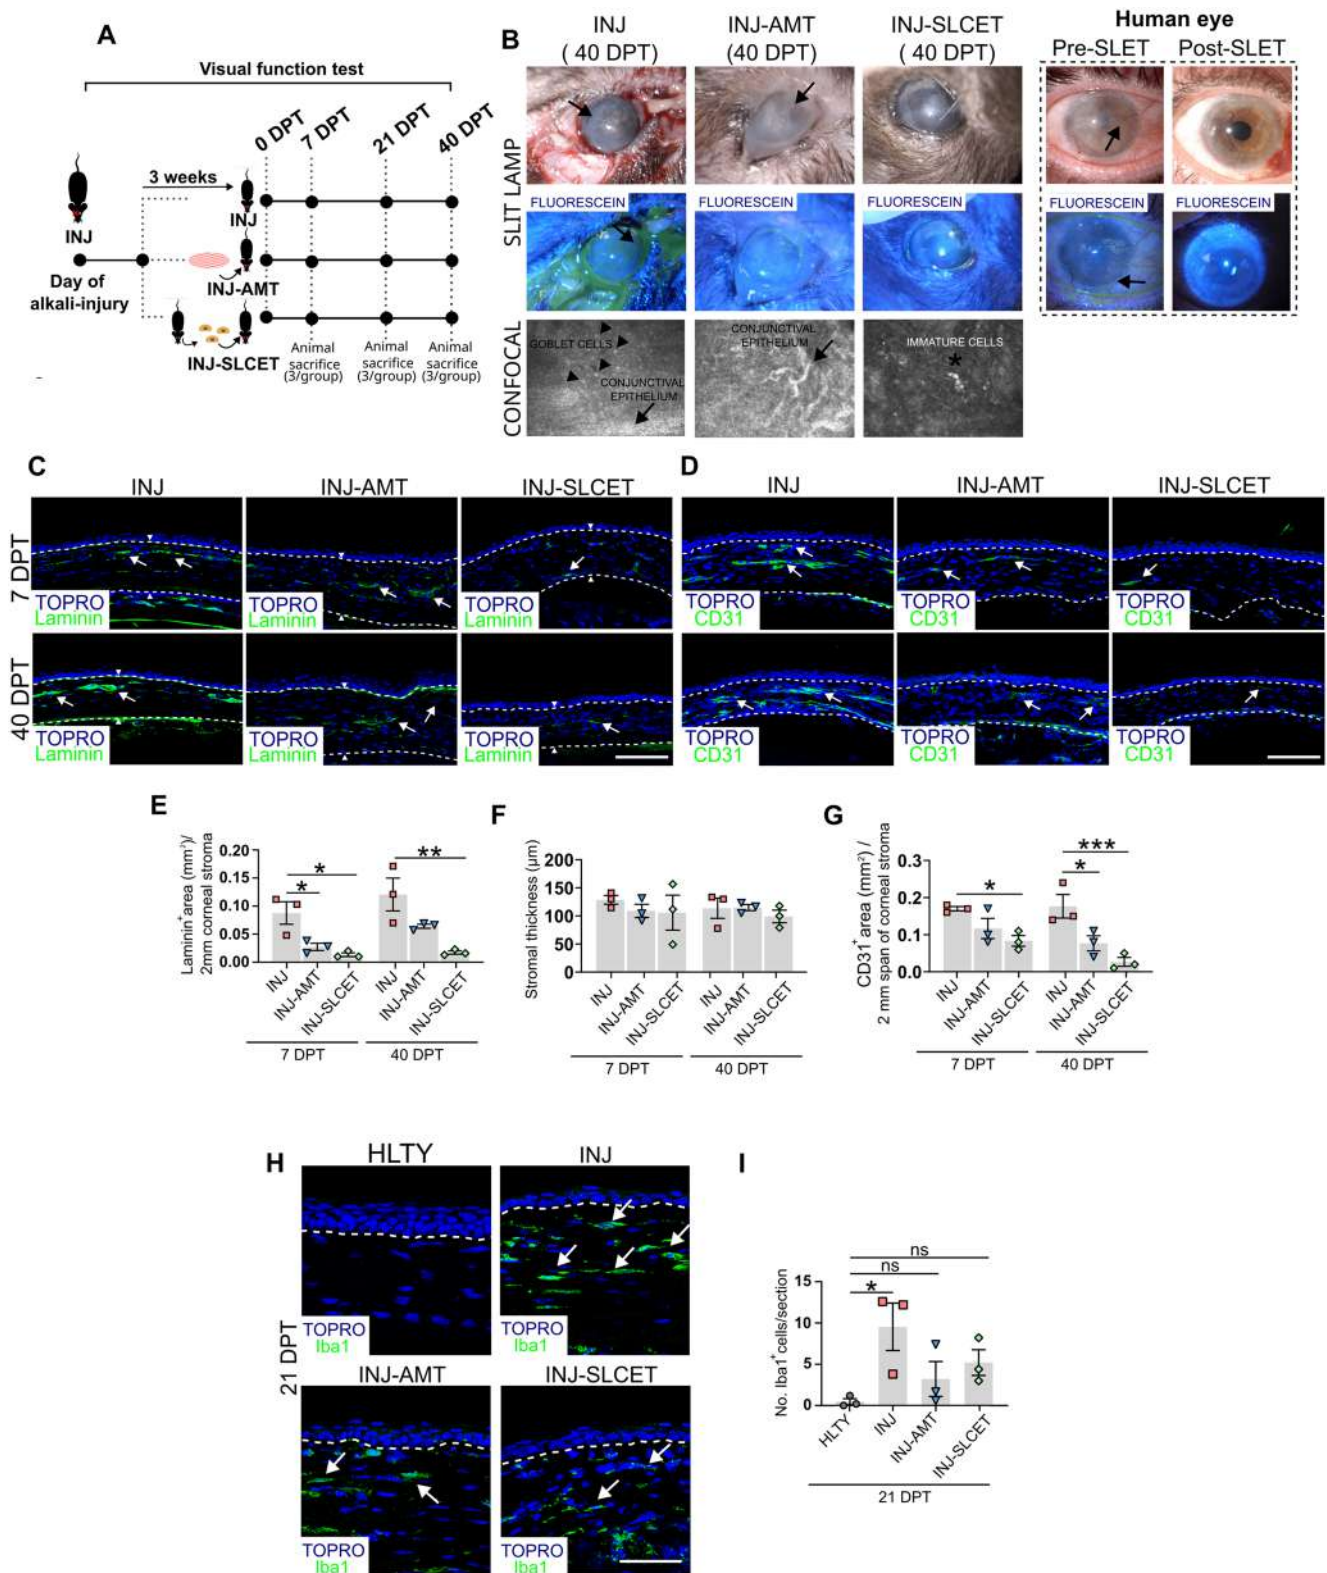 A
Visual function test
0 DPT
7 DPT
21 DPT
40 DPT
3 weeks
INJ
INJ
Day of
alkali-injury
INJ-AMT
INJ-SLCET
Animal
sacrifice
(3/group)
Animal
sacrifice
(3/group)
Animal
sacrifice
(3/group)
B
INJ
( 40 DPT)
INJ-AMT
(40 DPT)
INJ-SLCET
( 40 DPT)
Human eye
Pre-SLET
Post-SLET
SLIT LAMP
FLUORESCEIN
FLUORESCEIN
FLUORESCEIN
FLUORESCEIN
FLUORESCEIN
CONFOCAL
GOBLET CELLS
CONJUNCTIVAL
EPITHELIUM
CONJUNCTIVAL
EPITHELIUM
IMMATURE CELLS
*
C
INJ
INJ-AMT
INJ-SLCET
7 DPT
TOPRO
Laminin
TOPRO
Laminin
TOPRO
Laminin
40 DPT
TOPRO
Laminin
TOPRO
Laminin
TOPRO
Laminin
D
INJ
INJ-AMT
INJ-SLCET
TOPRO
CD31
TOPRO
CD31
TOPRO
CD31
TOPRO
CD31
TOPRO
CD31
TOPRO
CD31
E
Laminin⁺ area (mm²)/
2mm corneal stroma
0.20
0.15
0.10
0.05
0.00
*
*
**
INJ
INJ-AMT
INJ-SLCET
INJ
INJ-AMT
INJ-SLCET
7 DPT
40 DPT
F
Stromal thickness (µm)
200
150
100
50
0
INJ
INJ-AMT
INJ-SLCET
INJ
INJ-AMT
INJ-SLCET
7 DPT
40 DPT
G
CD31⁺ area (mm²) /
2 mm span of corneal stroma
0.3
0.2
0.1
0.0
*
***
*
INJ
INJ-AMT
INJ-SLCET
INJ
INJ-AMT
INJ-SLCET
7 DPT
40 DPT
H
HLTY
INJ
21 DPT
TOPRO
Iba1
TOPRO
Iba1
INJ-AMT
INJ-SLCET
TOPRO
Iba1
TOPRO
Iba1
I
No. Iba1⁺cells/section
15
10
5
0
ns
ns
*
HLTY
INJ
INJ-AMT
INJ-SLCET
21 DPT